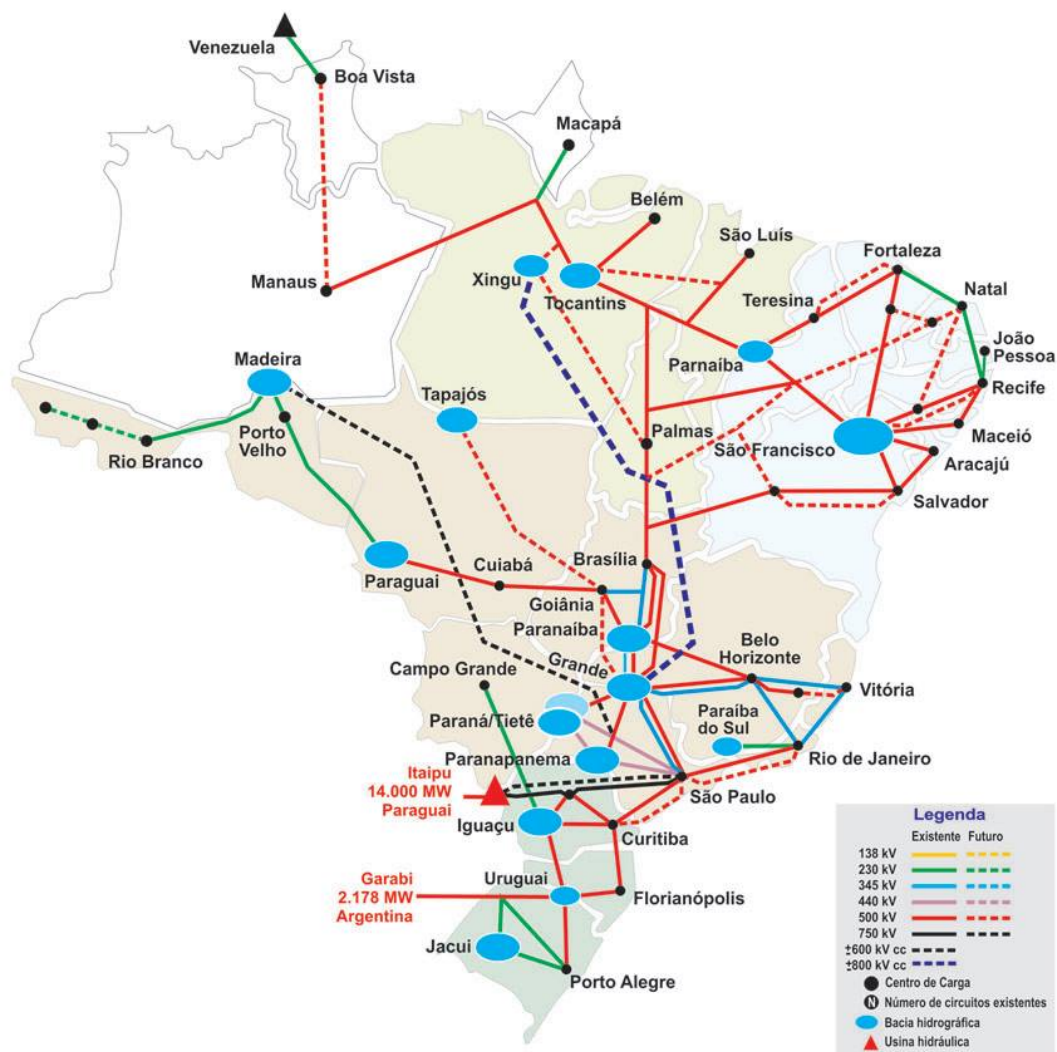 Venezuela
Boa Vista
Macapá
Belém
São Luís
Fortaleza
Natal
João
Pessoa
Recife
Maceió
Aracajú
Salvador
Manaus
Xingu
Tocantins
Teresina
Parnaíba
Madeira
Tapajós
Porto
Velho
Rio Branco
Palmas
São Francisco
Paraguai
Cuiabá
Brasília
Goiânia
Paranaíba
Grande
Belo
Horizonte
Vitória
Campo Grande
Paraná/Tietê
Paraíba
do Sul
Rio de Janeiro
Paranapanema
São Paulo
Itaipu
14.000 MW
Paraguai
Iguaçu
Curitiba
Garabi
2.178 MW
Argentina
Uruguai
Florianópolis
Jacui
Porto Alegre
Legenda
Existente Futuro
138 kV
230 kV
345 kV
440 kV
500 kV
750 kV
±600 kV cc
±800 kV cc
Centro de Carga
N Número de circuitos existentes
Bacia hidrográfica
Usina hidráulica